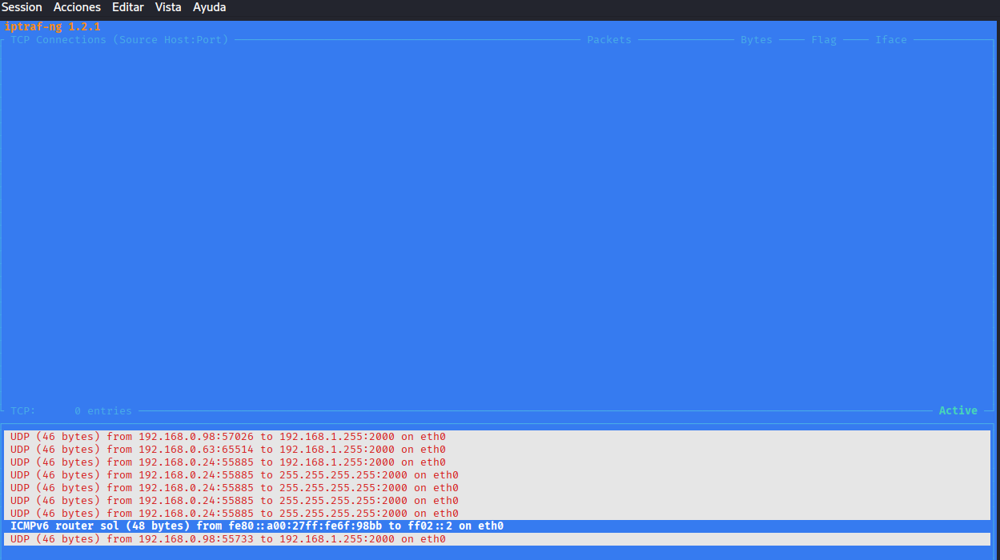 Session Acciones Editar Vista Ayuda
iptraf-ng 1.2.1
TCP Connections (Source Host:Port) Packets Bytes Flag Iface
TCP: 0 entries Active
UDP (46 bytes) from 192.168.0.98:57026 to 192.168.1.255:2000 on eth0
UDP (46 bytes) from 192.168.0.63:65514 to 192.168.1.255:2000 on eth0
UDP (46 bytes) from 192.168.0.24:55885 to 192.168.1.255:2000 on eth0
UDP (46 bytes) from 192.168.0.24:55885 to 255.255.255.255:2000 on eth0
UDP (46 bytes) from 192.168.0.24:55885 to 255.255.255.255:2000 on eth0
UDP (46 bytes) from 192.168.0.24:55885 to 255.255.255.255:2000 on eth0
UDP (46 bytes) from 192.168.0.24:55885 to 255.255.255.255:2000 on eth0
ICMPv6 router sol (48 bytes) from fe80::a00:27ff:fe6f:98bb to ff02::2 on eth0
UDP (46 bytes) from 192.168.0.98:55733 to 192.168.1.255:2000 on eth0